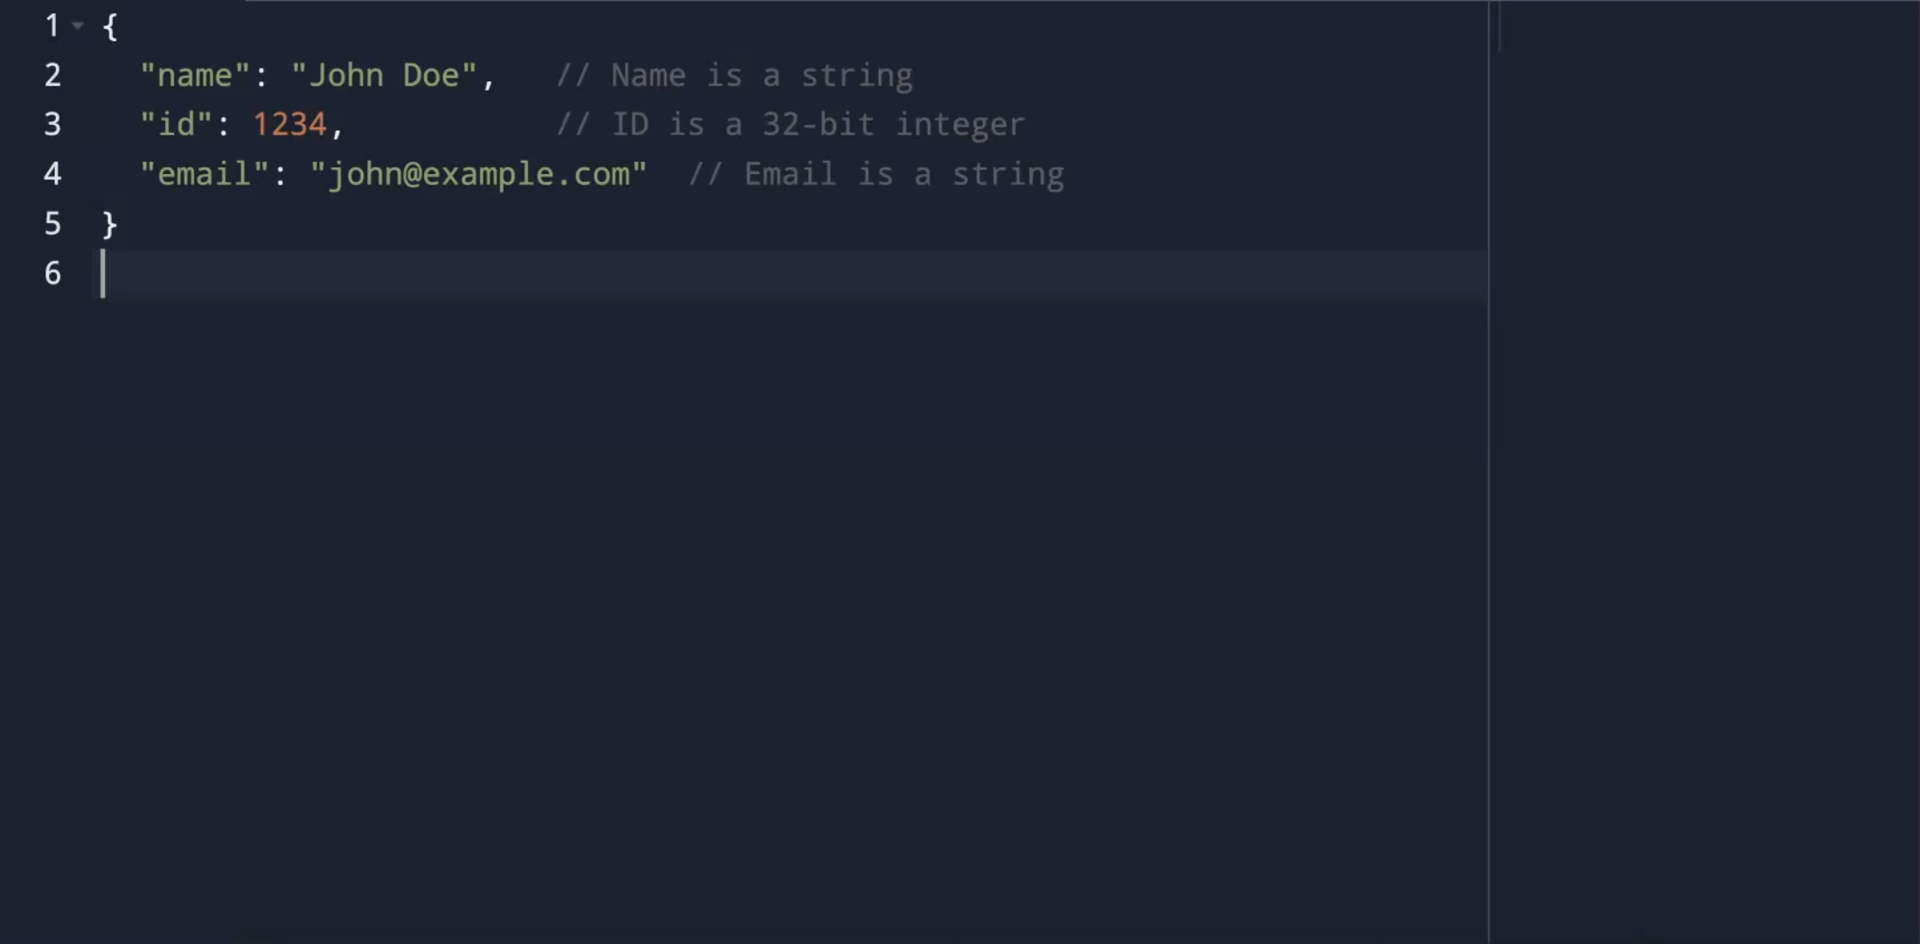 1 {
2   "name": "John Doe",   // Name is a string
3   "id": 1234,           // ID is a 32-bit integer
4   "email": "john@example.com"  // Email is a string
5 }
6